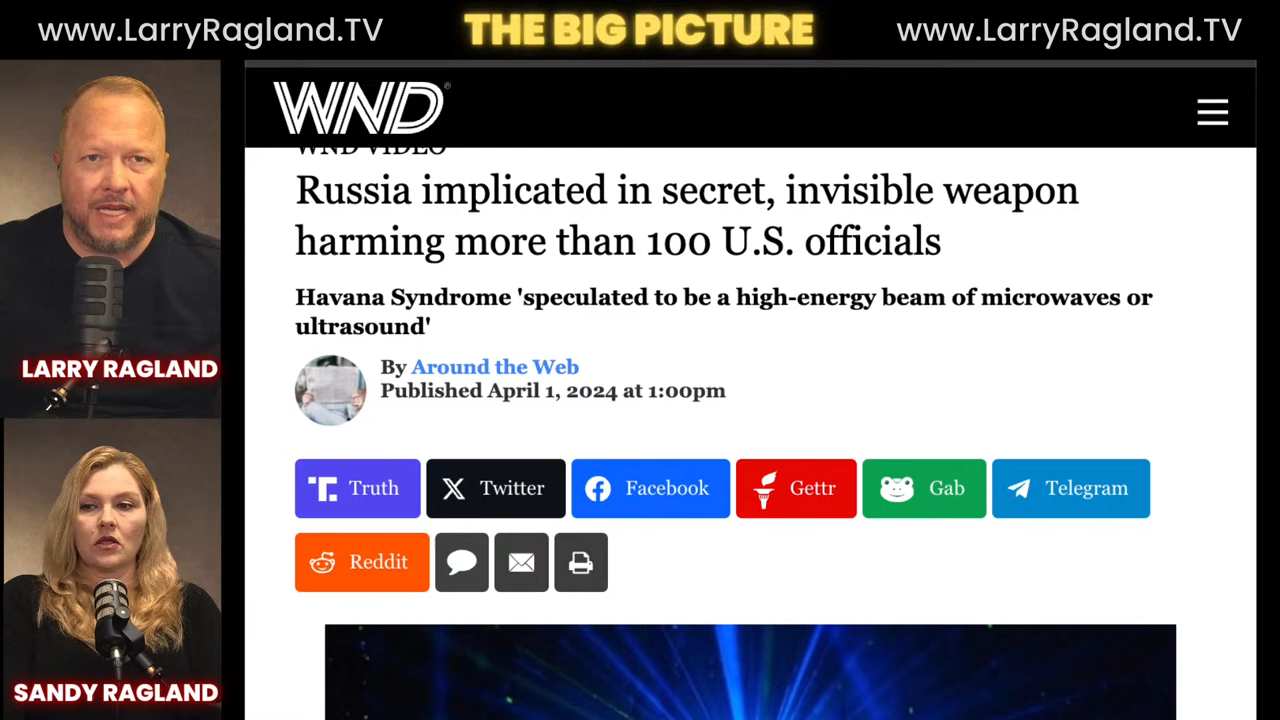 www.LarryRagland.TV
THE BIG PICTURE
www.LarryRagland.TV
WND®
WND VIDEO
Russia implicated in secret, invisible weapon
harming more than 100 U.S. officials
Havana Syndrome 'speculated to be a high-energy beam of microwaves or
ultrasound'
By Around the Web
Published April 1, 2024 at 1:00pm
Truth
Twitter
Facebook
Gettr
Gab
Telegram
Reddit
LARRY RAGLAND
SANDY RAGLAND